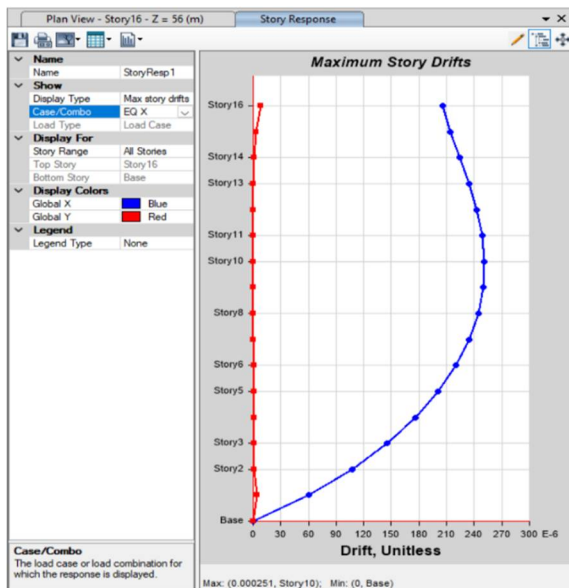 Plan View - Story16 - Z = 56 (m)
Story Response
Name
Name StoryResp1
Show
Display Type Max story drifts
Case/Combo EQ X
Load Type Load Case
Display For
Story Range All Stories
Top Story Story16
Bottom Story Base
Display Colors
Global X Blue
Global Y Red
Legend
Legend Type None
Case/Combo
The load case or load combination for
which the response is displayed.
Maximum Story Drifts
Story16
Story14
Story13
Story11
Story10
Story8
Story6
Story5
Story3
Story2
Base
0 30 60 90 120 150 180 210 240 270 300 E-6
Drift, Unitless
Max: (0.000251, Story10); Min: (0, Base)